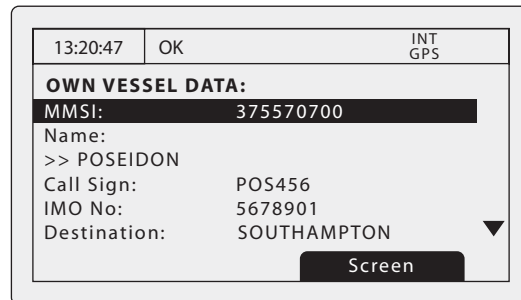 13:20:47 OK INT GPS
OWN VESSEL DATA:
MMSI: 375570700
Name:
>> POSEIDON
Call Sign: POS456
IMO No: 5678901
Destination: SOUTHAMPTON
Screen